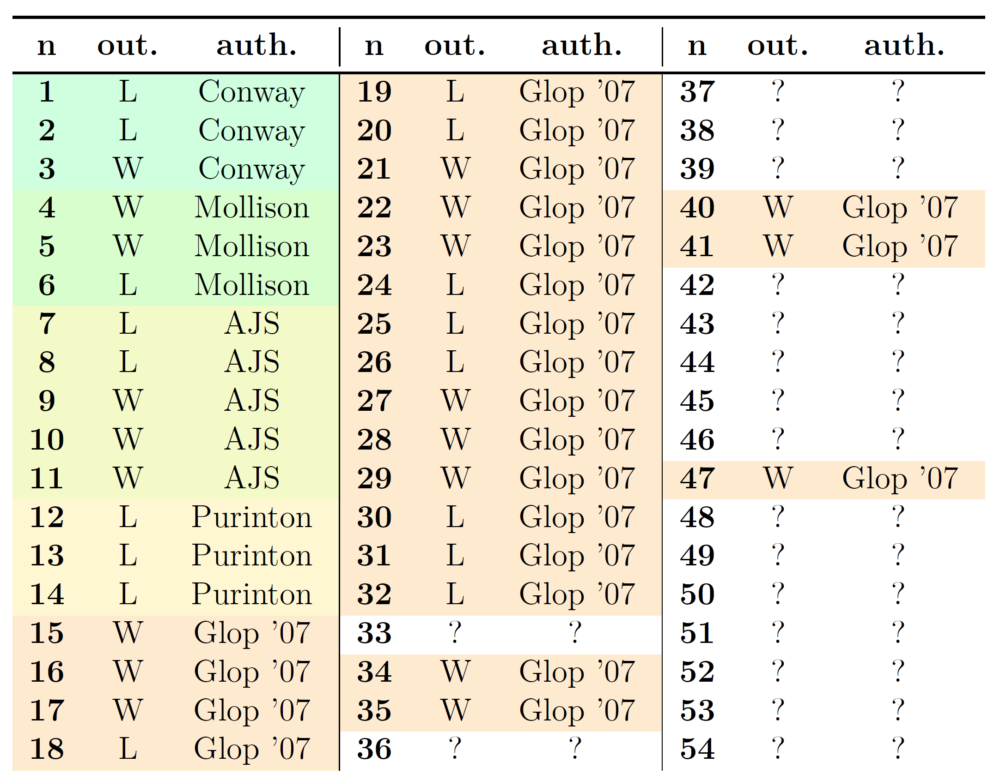 n out. auth. n out. auth. n out. auth.
1 L Conway 19 L Glop ’07 37 ? ?
2 L Conway 20 L Glop ’07 38 ? ?
3 W Conway 21 W Glop ’07 39 ? ?
4 W Mollison 22 W Glop ’07 40 W Glop ’07
5 W Mollison 23 W Glop ’07 41 W Glop ’07
6 L Mollison 24 L Glop ’07 42 ? ?
7 L AJS 25 L Glop ’07 43 ? ?
8 L AJS 26 L Glop ’07 44 ? ?
9 W AJS 27 W Glop ’07 45 ? ?
10 W AJS 28 W Glop ’07 46 ? ?
11 W AJS 29 W Glop ’07 47 W Glop ’07
12 L Purinton 30 L Glop ’07 48 ? ?
13 L Purinton 31 L Glop ’07 49 ? ?
14 L Purinton 32 L Glop ’07 50 ? ?
15 W Glop ’07 33 ? ? 51 ? ?
16 W Glop ’07 34 W Glop ’07 52 ? ?
17 W Glop ’07 35 W Glop ’07 53 ? ?
18 L Glop ’07 36 ? ? 54 ? ?